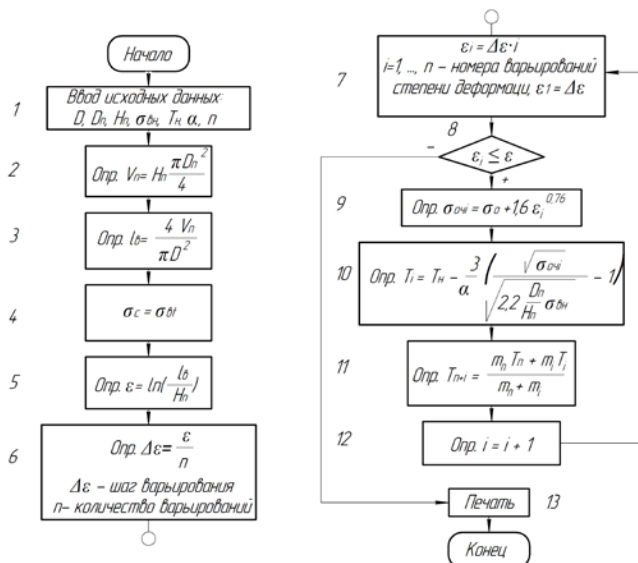 Начало
1
Ввод исходных данных:
D, Dп, Hп, σвн, Tн, α, n
2
Опр. Vп = Hп πDп² / 4
3
Опр. lв = 4 Vп / πD²
4
σc = σвt
5
Опр. ε = ln(lв / Hп)
6
Опр. Δε = ε / n
Δε – шаг варьирования
n– количество варьирований
7
εi = Δε·i
i=1, ..., n – номера варьирований
степени деформаци, ε1 = Δε
8
–
εi ≤ ε
+
9
Опр. σочi = σо +1,6 εi^0,76
10
Опр. Ti = Tн – 3/α (√σочi / √(2,2 Dп/Hп σвн) – 1)
11
Опр. Tп+i = (mп Tп + mi Ti) / (mп + mi)
12
Опр. i = i + 1
Печать
13
Конец